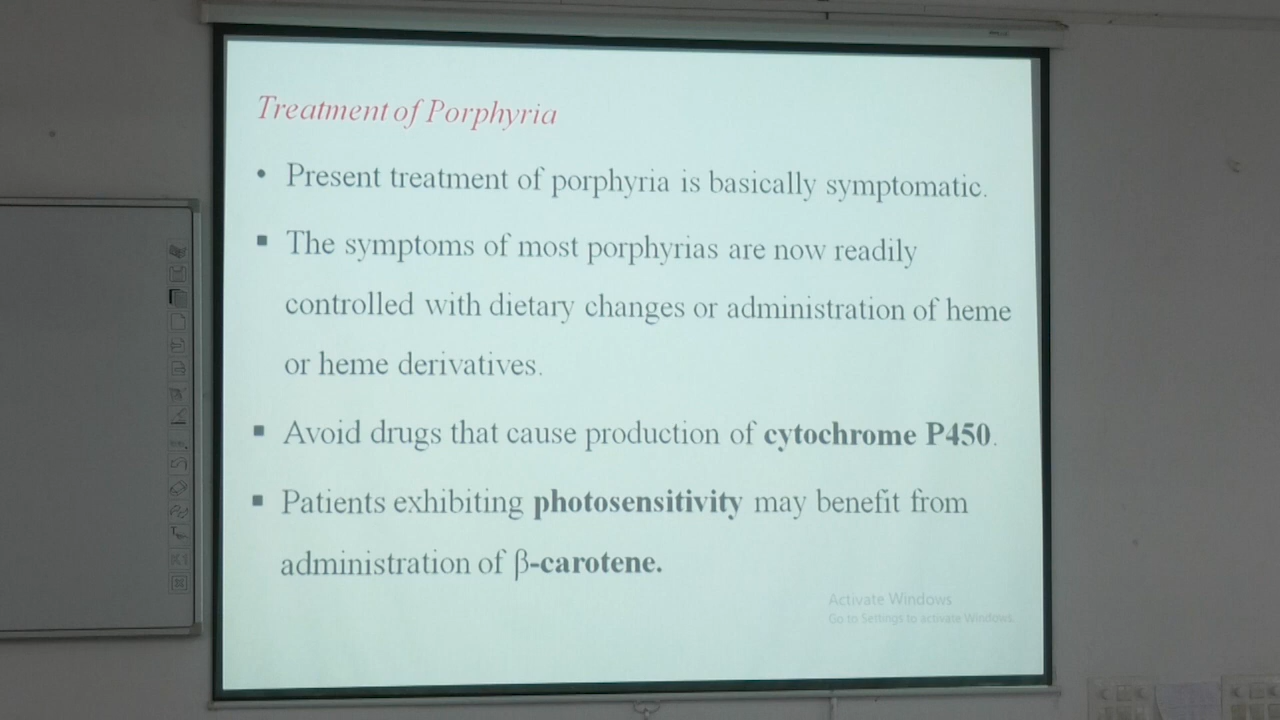 Treatment of Porphyria
• Present treatment of porphyria is basically symptomatic.
▪ The symptoms of most porphyrias are now readily
controlled with dietary changes or administration of heme
or heme derivatives.
▪ Avoid drugs that cause production of cytochrome P450.
▪ Patients exhibiting photosensitivity may benefit from
administration of β-carotene.
Activate Windows
Go to Settings to activate Windows.